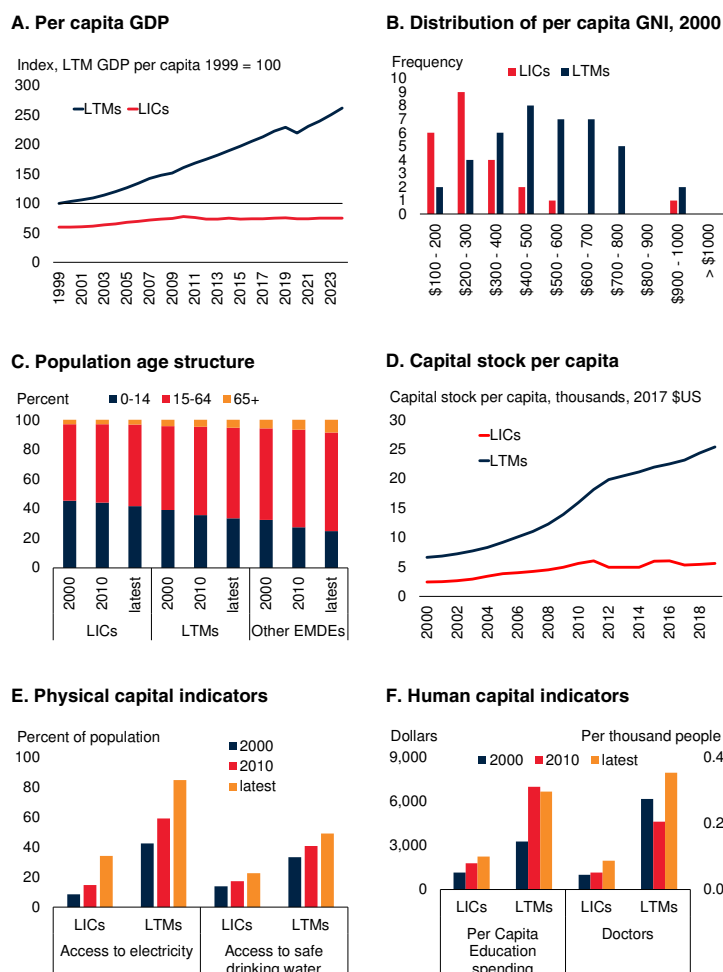 A. Per capita GDP
Index, LTM GDP per capita 1999 = 100
300
250
200
150
100
50
0
LTMs LICs
1999
2001
2003
2005
2007
2009
2011
2013
2015
2017
2019
2021
2023
B. Distribution of per capita GNI, 2000
Frequency
LICs LTMs
10
9
8
7
6
5
4
3
2
1
0
$100 - 200
$200 - 300
$300 - 400
$400 - 500
$500 - 600
$600 - 700
$700 - 800
$800 - 900
$900 - 1000
> $1000
C. Population age structure
Percent
0-14 15-64 65+
100
80
60
40
20
0
2000
2010
latest
2000
2010
latest
2000
2010
latest
LICs LTMs Other EMDEs
D. Capital stock per capita
Capital stock per capita, thousands, 2017 $US
30
25
20
15
10
5
0
LICs
LTMs
2000
2002
2004
2006
2008
2010
2012
2014
2016
2018
E. Physical capital indicators
Percent of population
2000
2010
latest
100
80
60
40
20
0
LICs LTMs LICs LTMs
Access to electricity
Access to safe
drinking water
F. Human capital indicators
Dollars
Per thousand people
2000 2010 latest
9,000
6,000
3,000
0
0.4
0.2
0.0
LICs LTMs LICs LTMs
Per Capita
Education
spending
Doctors